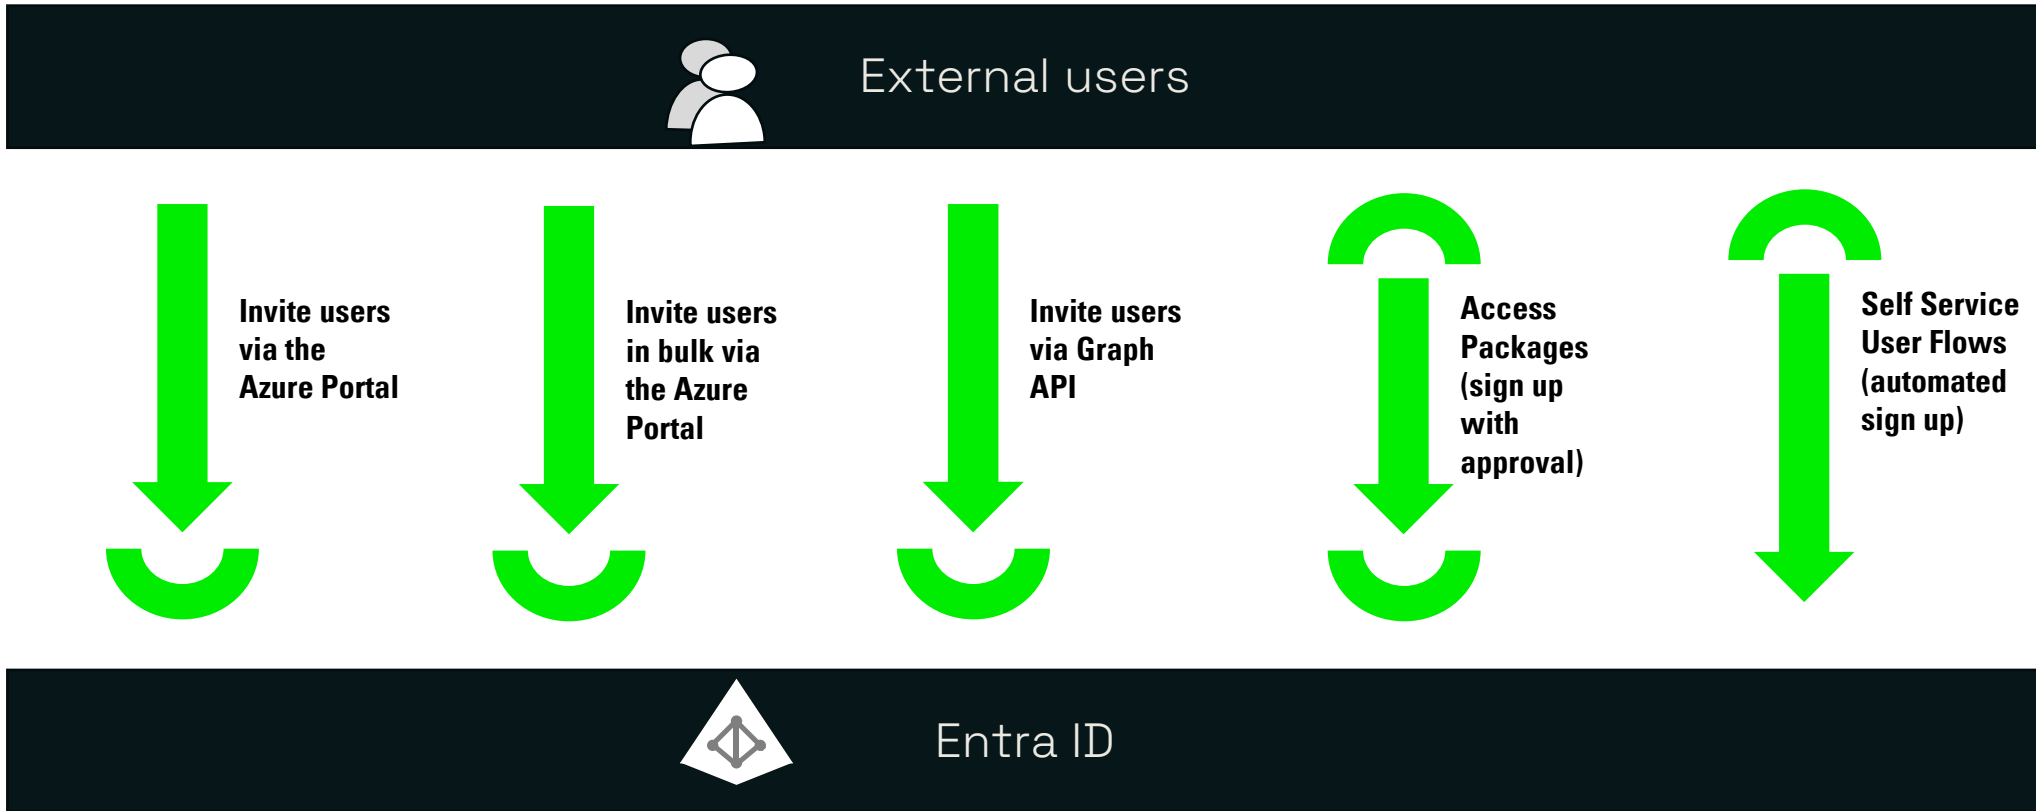 External users
Invite users
via the
Azure Portal
Invite users
in bulk via
the Azure
Portal
Invite users
via Graph
API
Access
Packages
(sign up
with
approval)
Self Service
User Flows
(automated
sign up)
Entra ID